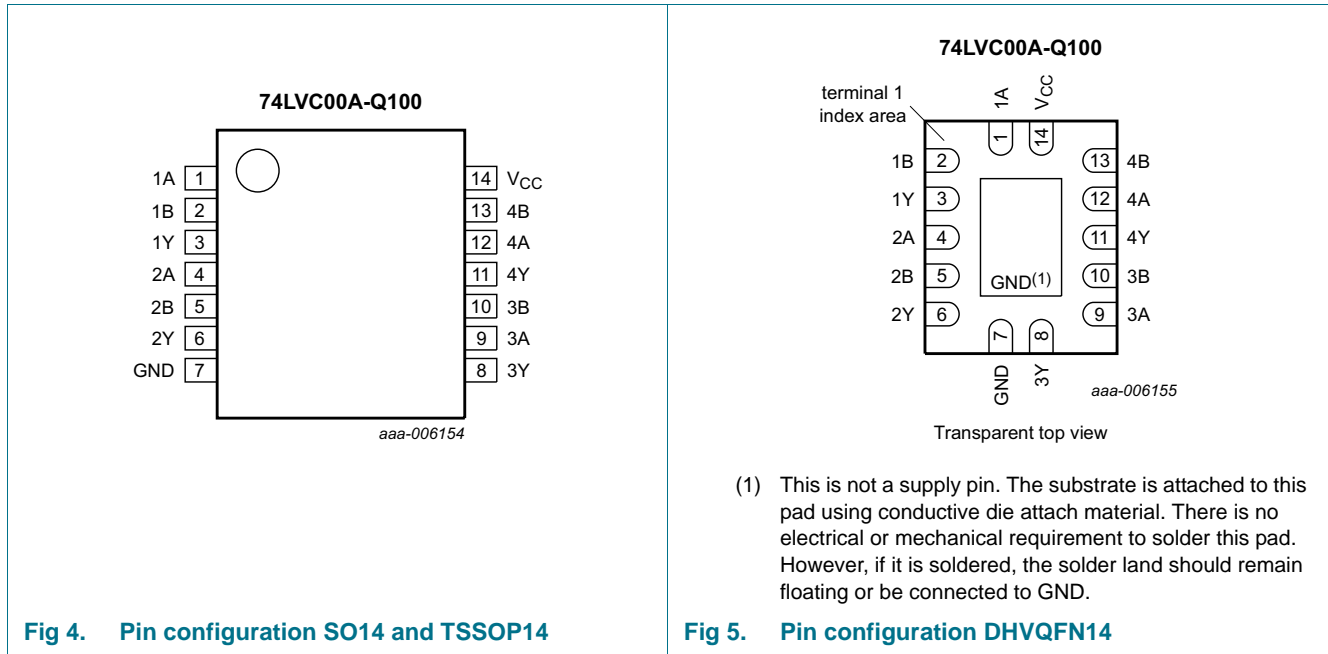 74LVC00A-Q100
1A 1
1B 2
1Y 3
2A 4
2B 5
2Y 6
GND 7
14 VCC
13 4B
12 4A
11 4Y
10 3B
9 3A
8 3Y
aaa-006154
Fig 4. Pin configuration SO14 and TSSOP14
74LVC00A-Q100
terminal 1
index area
1A
VCC
1
14
1B 2
1Y 3
2A 4
2B 5
2Y 6
13 4B
12 4A
11 4Y
10 3B
9 3A
GND(1)
7
8
GND
3Y
aaa-006155
Transparent top view
(1) This is not a supply pin. The substrate is attached to this
pad using conductive die attach material. There is no
electrical or mechanical requirement to solder this pad.
However, if it is soldered, the solder land should remain
floating or be connected to GND.
Fig 5. Pin configuration DHVQFN14